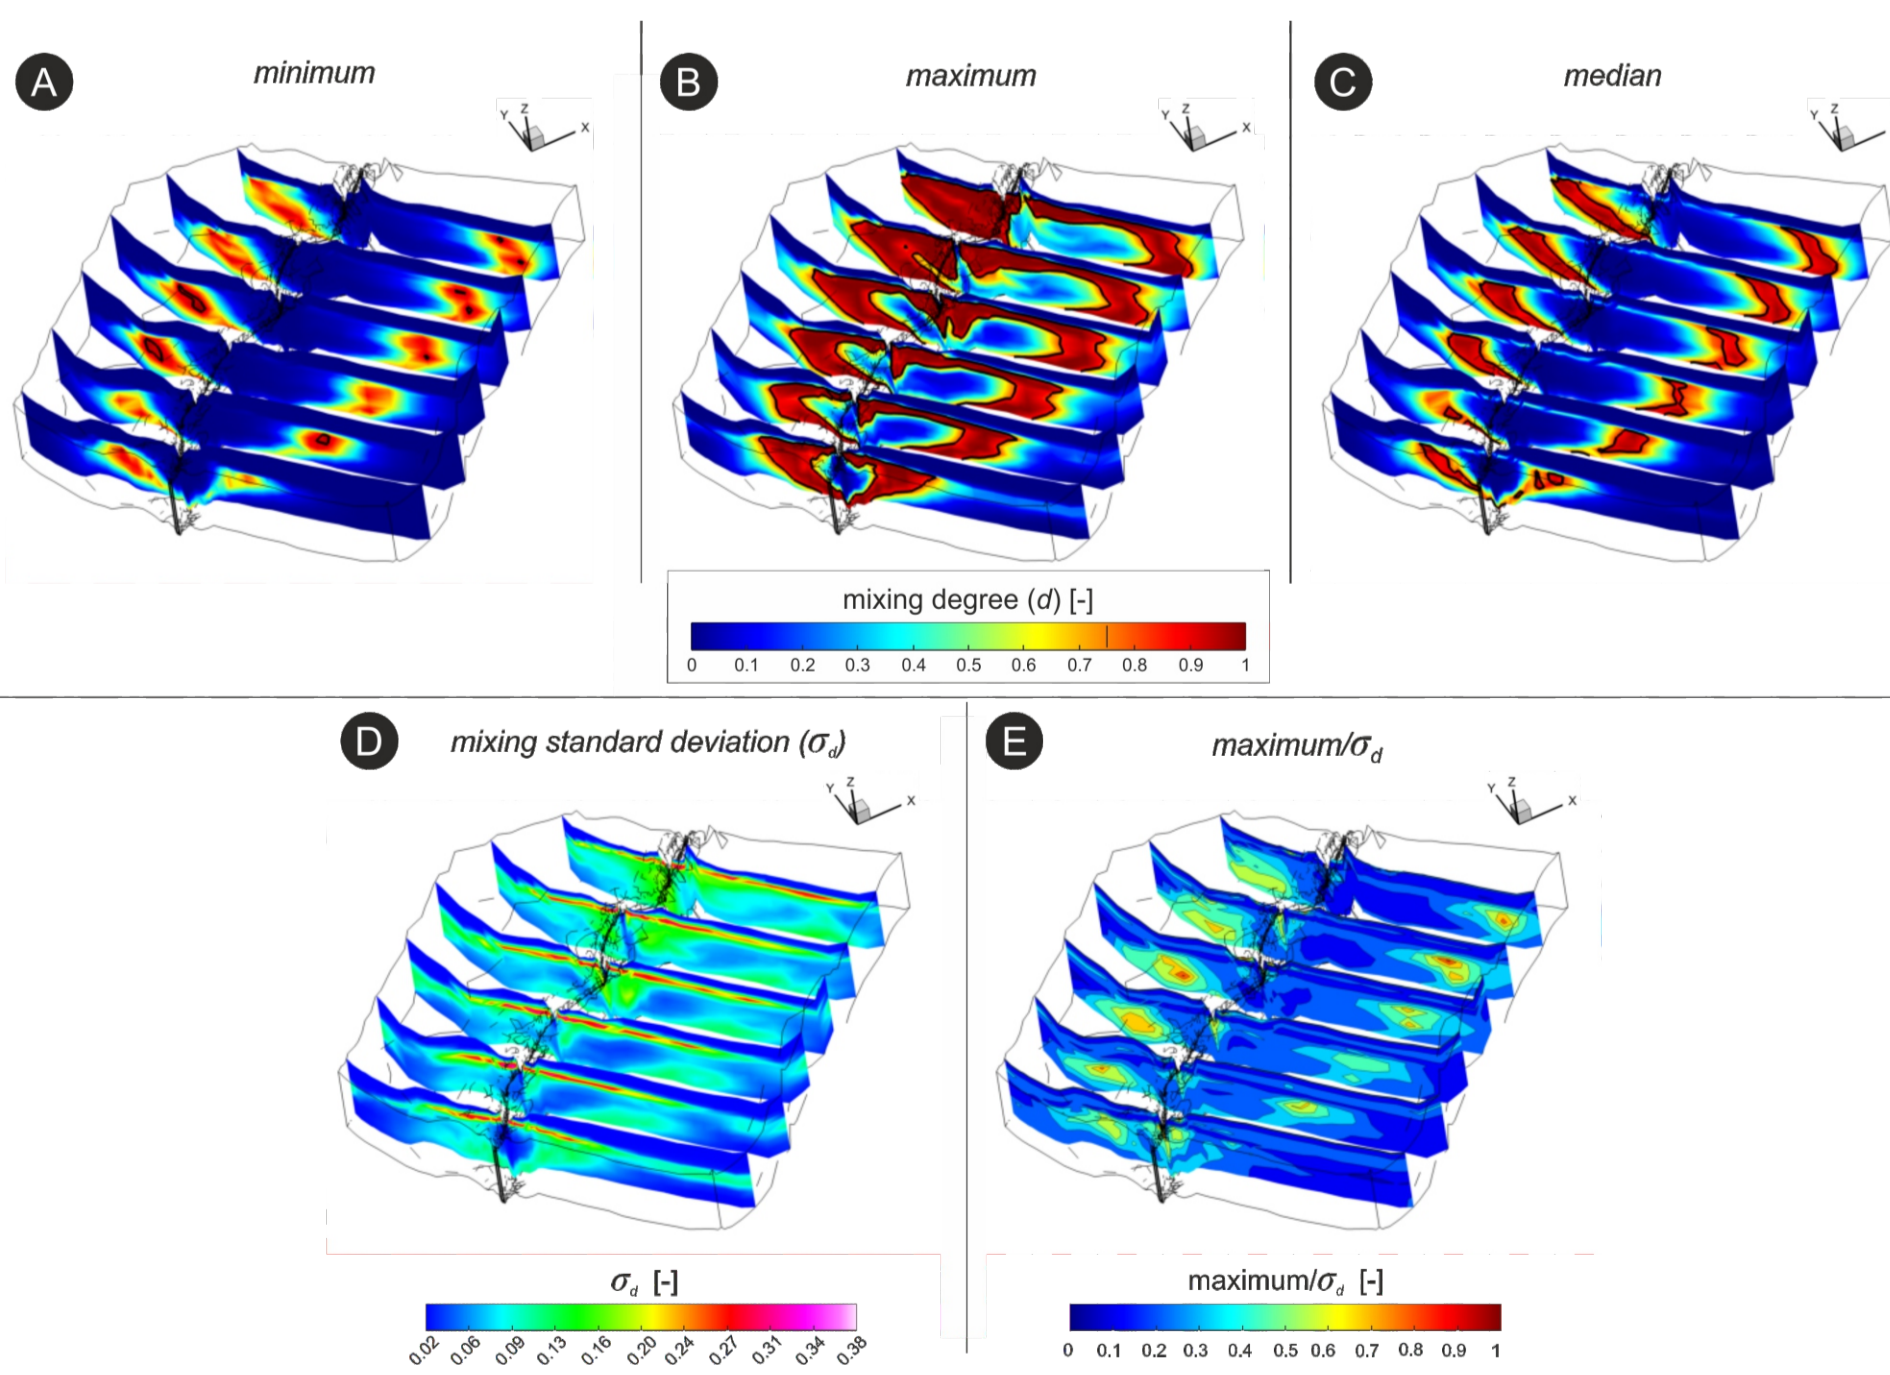 A minimum
B maximum
C median
Y Z X
Y Z X
Y Z X
mixing degree (d) [-]
0 0.1 0.2 0.3 0.4 0.5 0.6 0.7 0.8 0.9 1
D mixing standard deviation (σd)
E maximum/σd
Y Z X
Y Z X
σd [-]
0.02 0.06 0.09 0.13 0.16 0.20 0.24 0.27 0.31 0.34 0.38
maximum/σd [-]
0 0.1 0.2 0.3 0.4 0.5 0.6 0.7 0.8 0.9 1